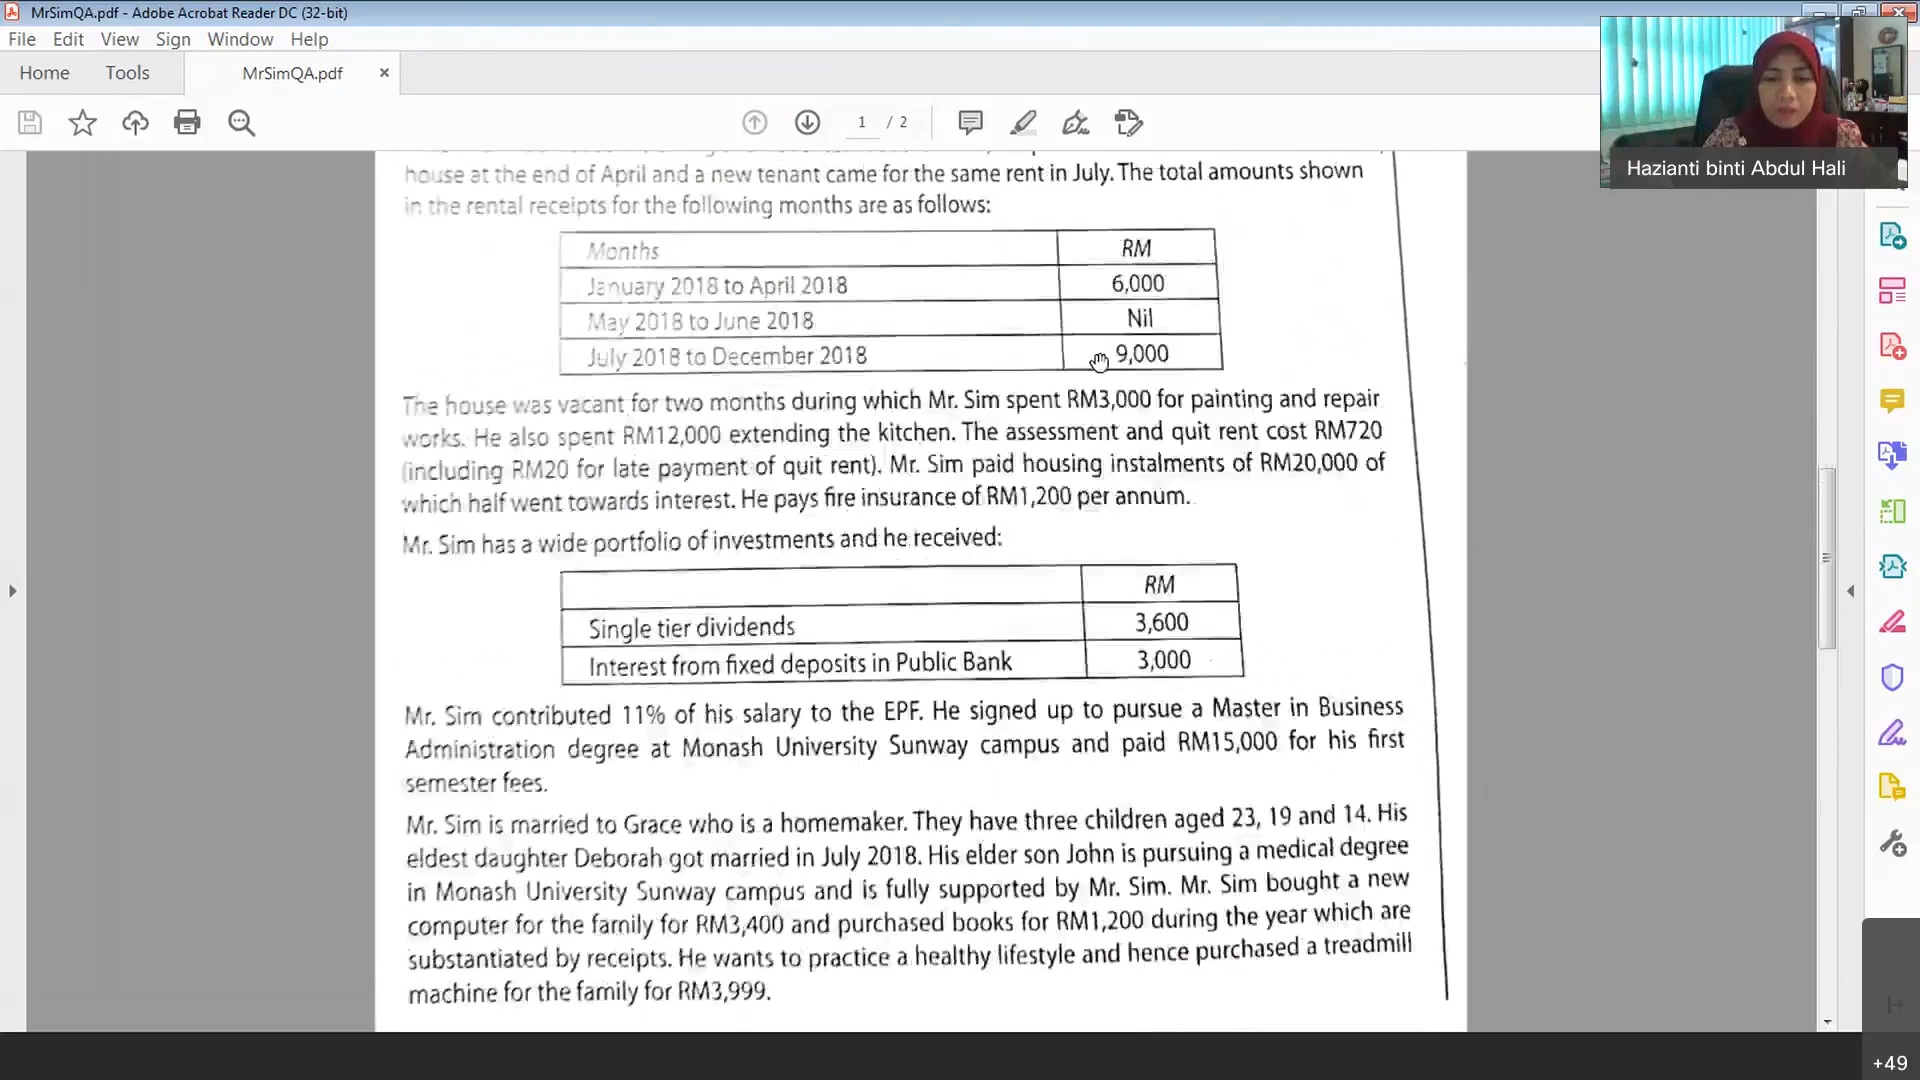 MrSimQA.pdf - Adobe Acrobat Reader DC (32-bit)
File Edit View Sign Window Help
Home Tools MrSimQA.pdf ×
1 / 2
Hazianti binti Abdul Hali
house at the end of April and a new tenant came for the same rent in July. The total amounts shown
in the rental receipts for the following months are as follows:
Months RM
January 2018 to April 2018 6,000
May 2018 to June 2018 Nil
July 2018 to December 2018 9,000
The house was vacant for two months during which Mr. Sim spent RM3,000 for painting and repair
works. He also spent RM12,000 extending the kitchen. The assessment and quit rent cost RM720
(including RM20 for late payment of quit rent). Mr. Sim paid housing instalments of RM20,000 of
which half went towards interest. He pays fire insurance of RM1,200 per annum.
Mr. Sim has a wide portfolio of investments and he received:
RM
Single tier dividends 3,600
Interest from fixed deposits in Public Bank 3,000
Mr. Sim contributed 11% of his salary to the EPF. He signed up to pursue a Master in Business
Administration degree at Monash University Sunway campus and paid RM15,000 for his first
semester fees.
Mr. Sim is married to Grace who is a homemaker. They have three children aged 23, 19 and 14. His
eldest daughter Deborah got married in July 2018. His elder son John is pursuing a medical degree
in Monash University Sunway campus and is fully supported by Mr. Sim. Mr. Sim bought a new
computer for the family for RM3,400 and purchased books for RM1,200 during the year which are
substantiated by receipts. He wants to practice a healthy lifestyle and hence purchased a treadmill
machine for the family for RM3,999.
+49